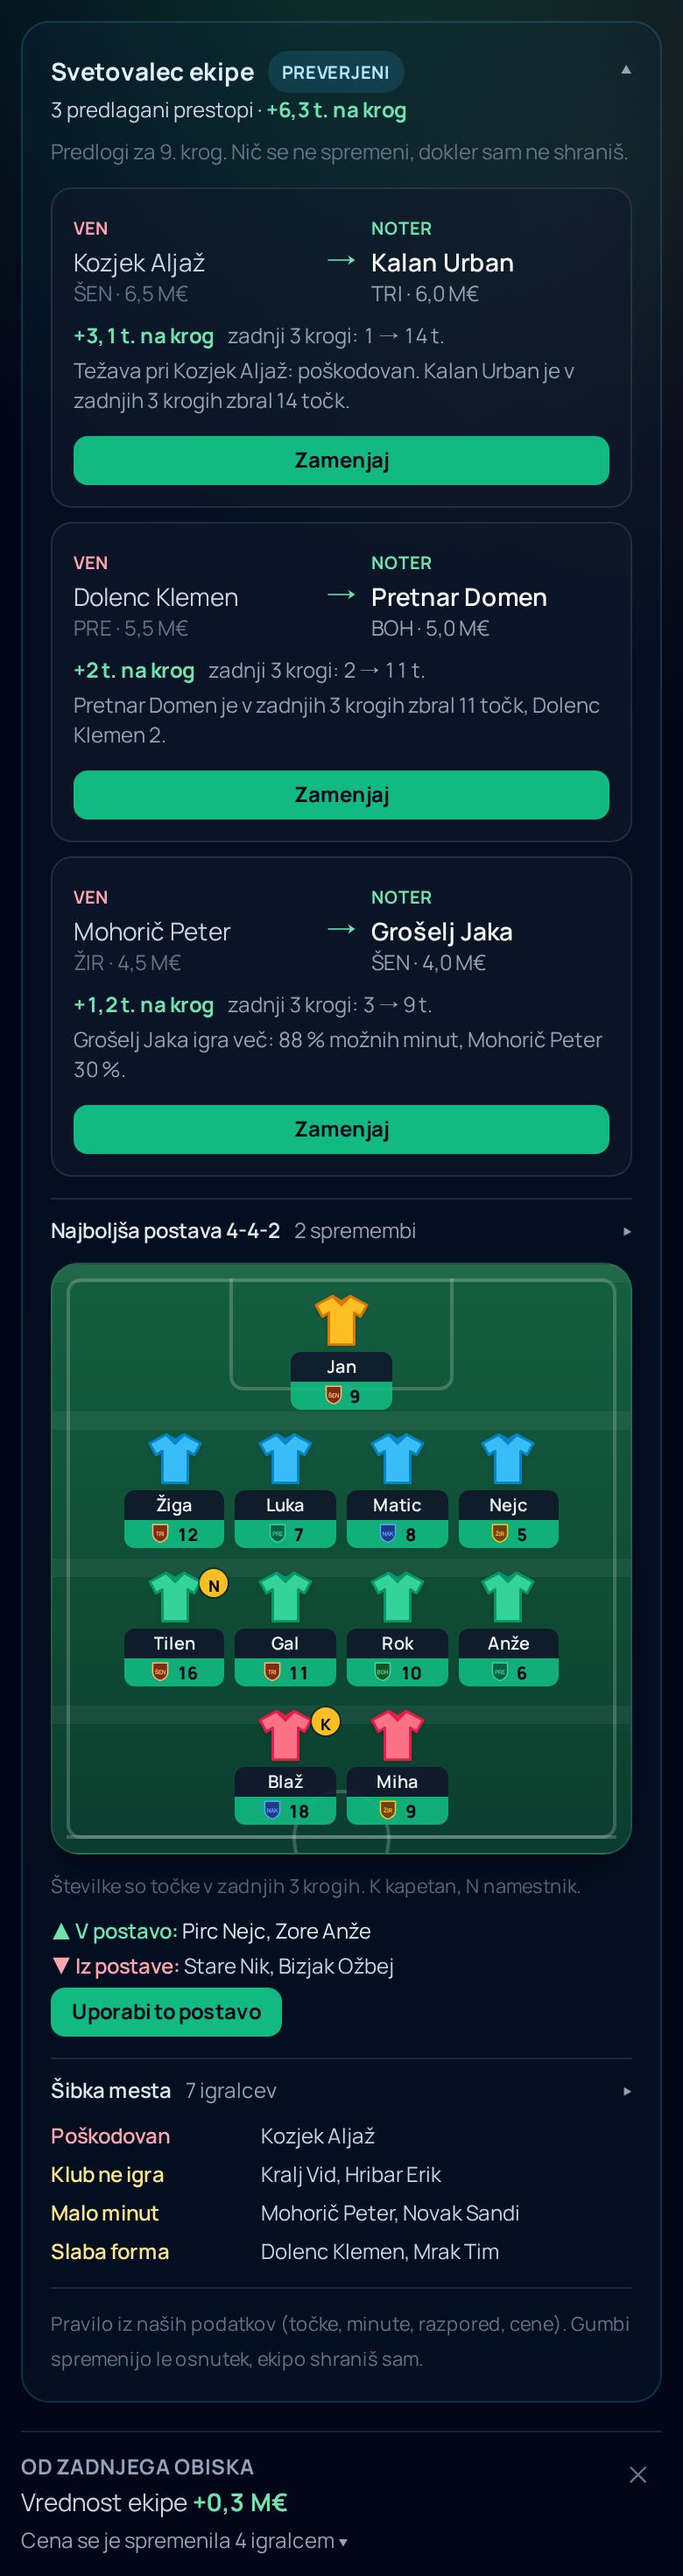 Svetovalec ekipe PREVERJENI ▲
3 predlagani prestopi · +6,3 t. na krog
Predlogi za 9. krog. Nič se ne spremeni, dokler sam ne shraniš.
VEN NOTER
Kozjek Aljaž → Kalan Urban
ŠEN · 6,5 M€ TRI · 6,0 M€
+3,1 t. na krog zadnji 3 krogi: 1 → 14 t.
Težava pri Kozjek Aljaž: poškodovan. Kalan Urban je v
zadnjih 3 krogih zbral 14 točk.
Zamenjaj
VEN NOTER
Dolenc Klemen → Pretnar Domen
PRE · 5,5 M€ BOH · 5,0 M€
+2 t. na krog zadnji 3 krogi: 2 → 11 t.
Pretnar Domen je v zadnjih 3 krogih zbral 11 točk, Dolenc
Klemen 2.
Zamenjaj
VEN NOTER
Mohorič Peter → Grošelj Jaka
ŽIR · 4,5 M€ ŠEN · 4,0 M€
+1,2 t. na krog zadnji 3 krogi: 3 → 9 t.
Grošelj Jaka igra več: 88 % možnih minut, Mohorič Peter
30 %.
Zamenjaj
Najboljša postava 4-4-2 2 spremembi ▸
Jan
ŠEN 9
Žiga Luka Matic Nejc
TRI 12 PRE 7 NAK 8 ŽIR 5
N
Tilen Gal Rok Anže
ŠEN 16 TRI 11 BOH 10 PRE 6
K
Blaž Miha
NAK 18 ŽIR 9
Številke so točke v zadnjih 3 krogih. K kapetan, N namestnik.
▲ V postavo: Pirc Nejc, Zore Anže
▼ Iz postave: Stare Nik, Bizjak Ožbej
Uporabi to postavo
Šibka mesta 7 igralcev ▸
Poškodovan Kozjek Aljaž
Klub ne igra Kralj Vid, Hribar Erik
Malo minut Mohorič Peter, Novak Sandi
Slaba forma Dolenc Klemen, Mrak Tim
Pravilo iz naših podatkov (točke, minute, razpored, cene). Gumbi
spremenijo le osnutek, ekipo shraniš sam.
OD ZADNJEGA OBISKA ×
Vrednost ekipe +0,3 M€
Cena se je spremenila 4 igralcem ▾